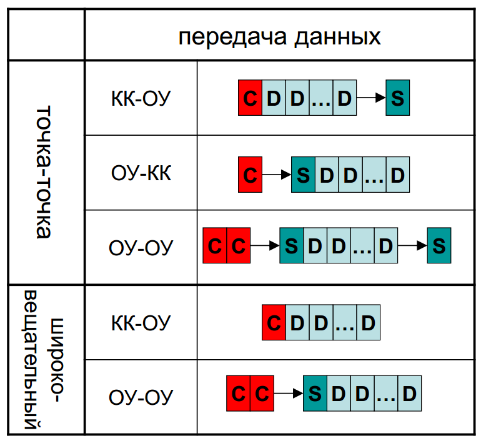 передача данных
точка-точка
КК-ОУ
C D D ... D S
ОУ-КК
C S D D ... D
ОУ-ОУ
C C S D D ... D S
широко-
вещательный
КК-ОУ
C D D ... D
ОУ-ОУ
C C S D D ... D